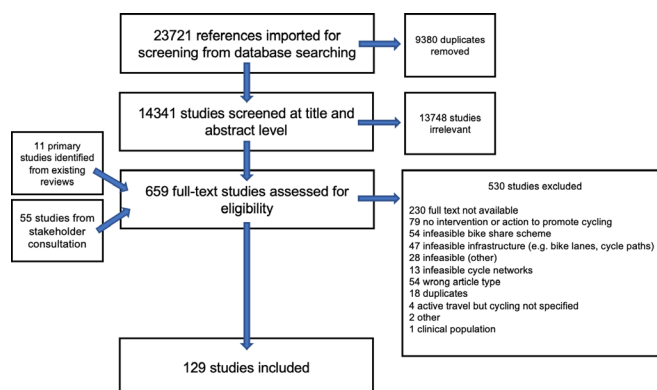 23721 references imported for
screening from database searching
9380 duplicates
removed
14341 studies screened at title and
abstract level
13748 studies
irrelevant
11 primary
studies identified
from existing
reviews
55 studies from
stakeholder
consultation
659 full-text studies assessed for
eligibility
530 studies excluded
230 full text not available
79 no intervention or action to promote cycling
54 infeasible bike share scheme
47 infeasible infrastructure (e.g. bike lanes, cycle paths)
28 infeasible (other)
13 infeasible cycle networks
54 wrong article type
18 duplicates
4 active travel but cycling not specified
2 other
1 clinical population
129 studies included